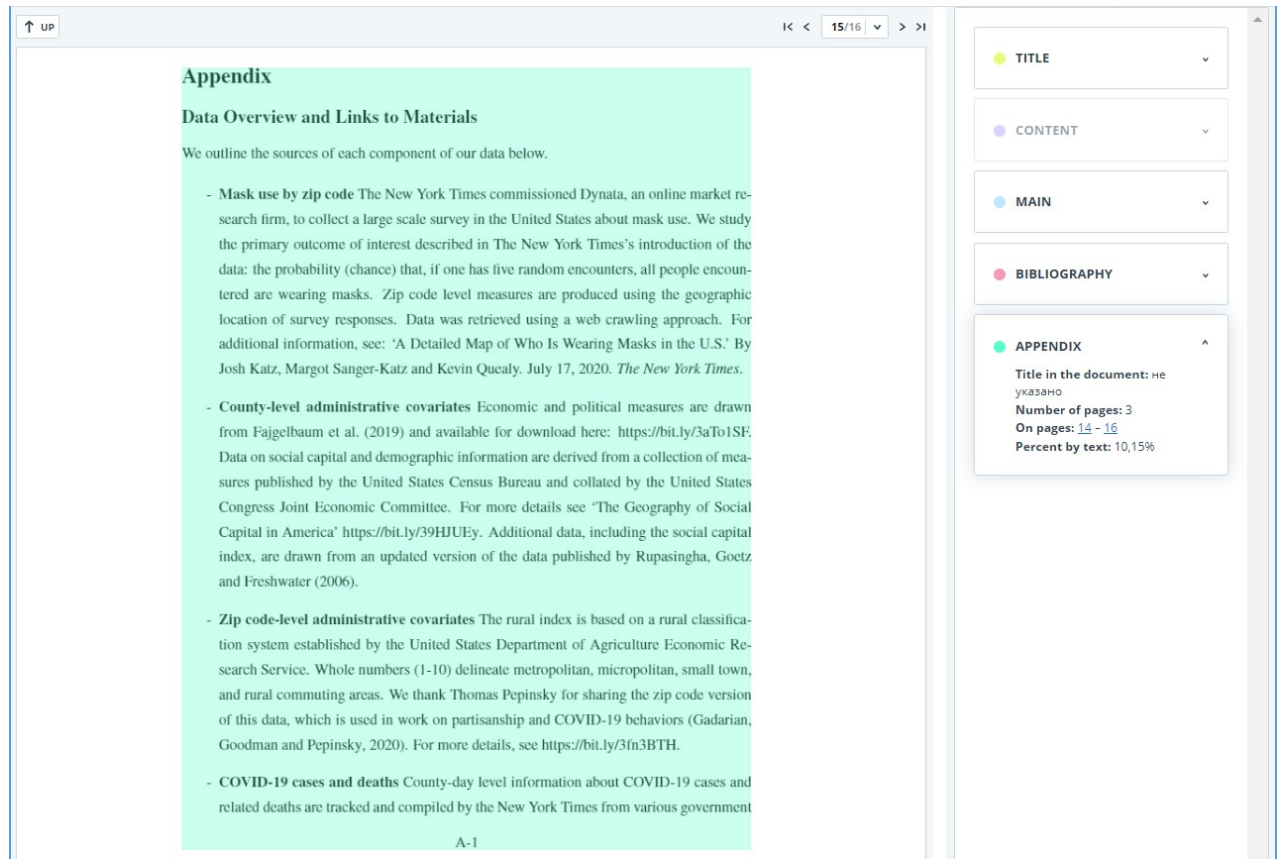 ↑ UP
15/16
Appendix
Data Overview and Links to Materials
We outline the sources of each component of our data below.
- Mask use by zip code The New York Times commissioned Dynata, an online market re-
search firm, to collect a large scale survey in the United States about mask use. We study
the primary outcome of interest described in The New York Times's introduction of the
data: the probability (chance) that, if one has five random encounters, all people encoun-
tered are wearing masks. Zip code level measures are produced using the geographic
location of survey responses. Data was retrieved using a web crawling approach. For
additional information, see: 'A Detailed Map of Who Is Wearing Masks in the U.S.' By
Josh Katz, Margot Sanger-Katz and Kevin Quealy. July 17, 2020. The New York Times.
- County-level administrative covariates Economic and political measures are drawn
from Fajgelbaum et al. (2019) and available for download here: https://bit.ly/3aTo1SF.
Data on social capital and demographic information are derived from a collection of mea-
sures published by the United States Census Bureau and collated by the United States
Congress Joint Economic Committee. For more details see 'The Geography of Social
Capital in America' https://bit.ly/39HJUEy. Additional data, including the social capital
index, are drawn from an updated version of the data published by Rupasingha, Goetz
and Freshwater (2006).
- Zip code-level administrative covariates The rural index is based on a rural classifica-
tion system established by the United States Department of Agriculture Economic Re-
search Service. Whole numbers (1-10) delineate metropolitan, micropolitan, small town,
and rural commuting areas. We thank Thomas Pepinsky for sharing the zip code version
of this data, which is used in work on partisanship and COVID-19 behaviors (Gadarian,
Goodman and Pepinsky, 2020). For more details, see https://bit.ly/3fn3BTH.
- COVID-19 cases and deaths County-day level information about COVID-19 cases and
related deaths are tracked and compiled by the New York Times from various government
A-1
TITLE
CONTENT
MAIN
BIBLIOGRAPHY
APPENDIX
Title in the document: не
указано
Number of pages: 3
On pages: 14 – 16
Percent by text: 10,15%